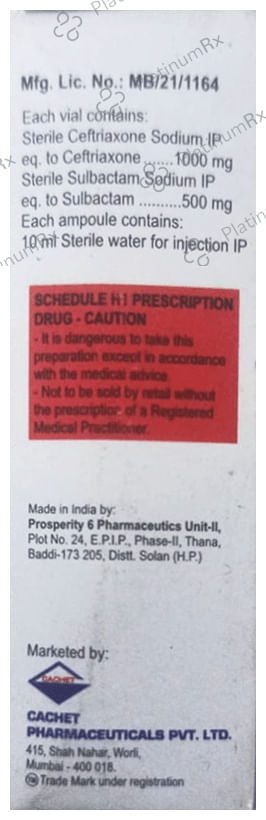 Mfg. Lic. No.: MB/21/1164
Each vial contains:
Sterile Ceftriaxone Sodium IP
eq. to Ceftriaxone .......1000 mg
Sterile Sulbactam Sodium IP
eq. to Sulbactam ..........500 mg
Each ampoule contains:
10 ml Sterile water for injection IP
SCHEDULE H1 PRESCRIPTION
DRUG - CAUTION
- It is dangerous to take this
preparation except in accordance
with the medical advice
- Not to be sold by retail without
the prescription of a Registered
Medical Practitioner.
Made in India by:
Prosperity 6 Pharmaceutics Unit-II,
Plot No. 24, E.P.I.P., Phase-II, Thana,
Baddi-173 205, Distt. Solan (H.P.)
Marketed by:
CACHET
CACHET
PHARMACEUTICALS PVT. LTD.
415, Shah Nahar, Worli,
Mumbai - 400 018.
Trade Mark under registration
PlatinumRx